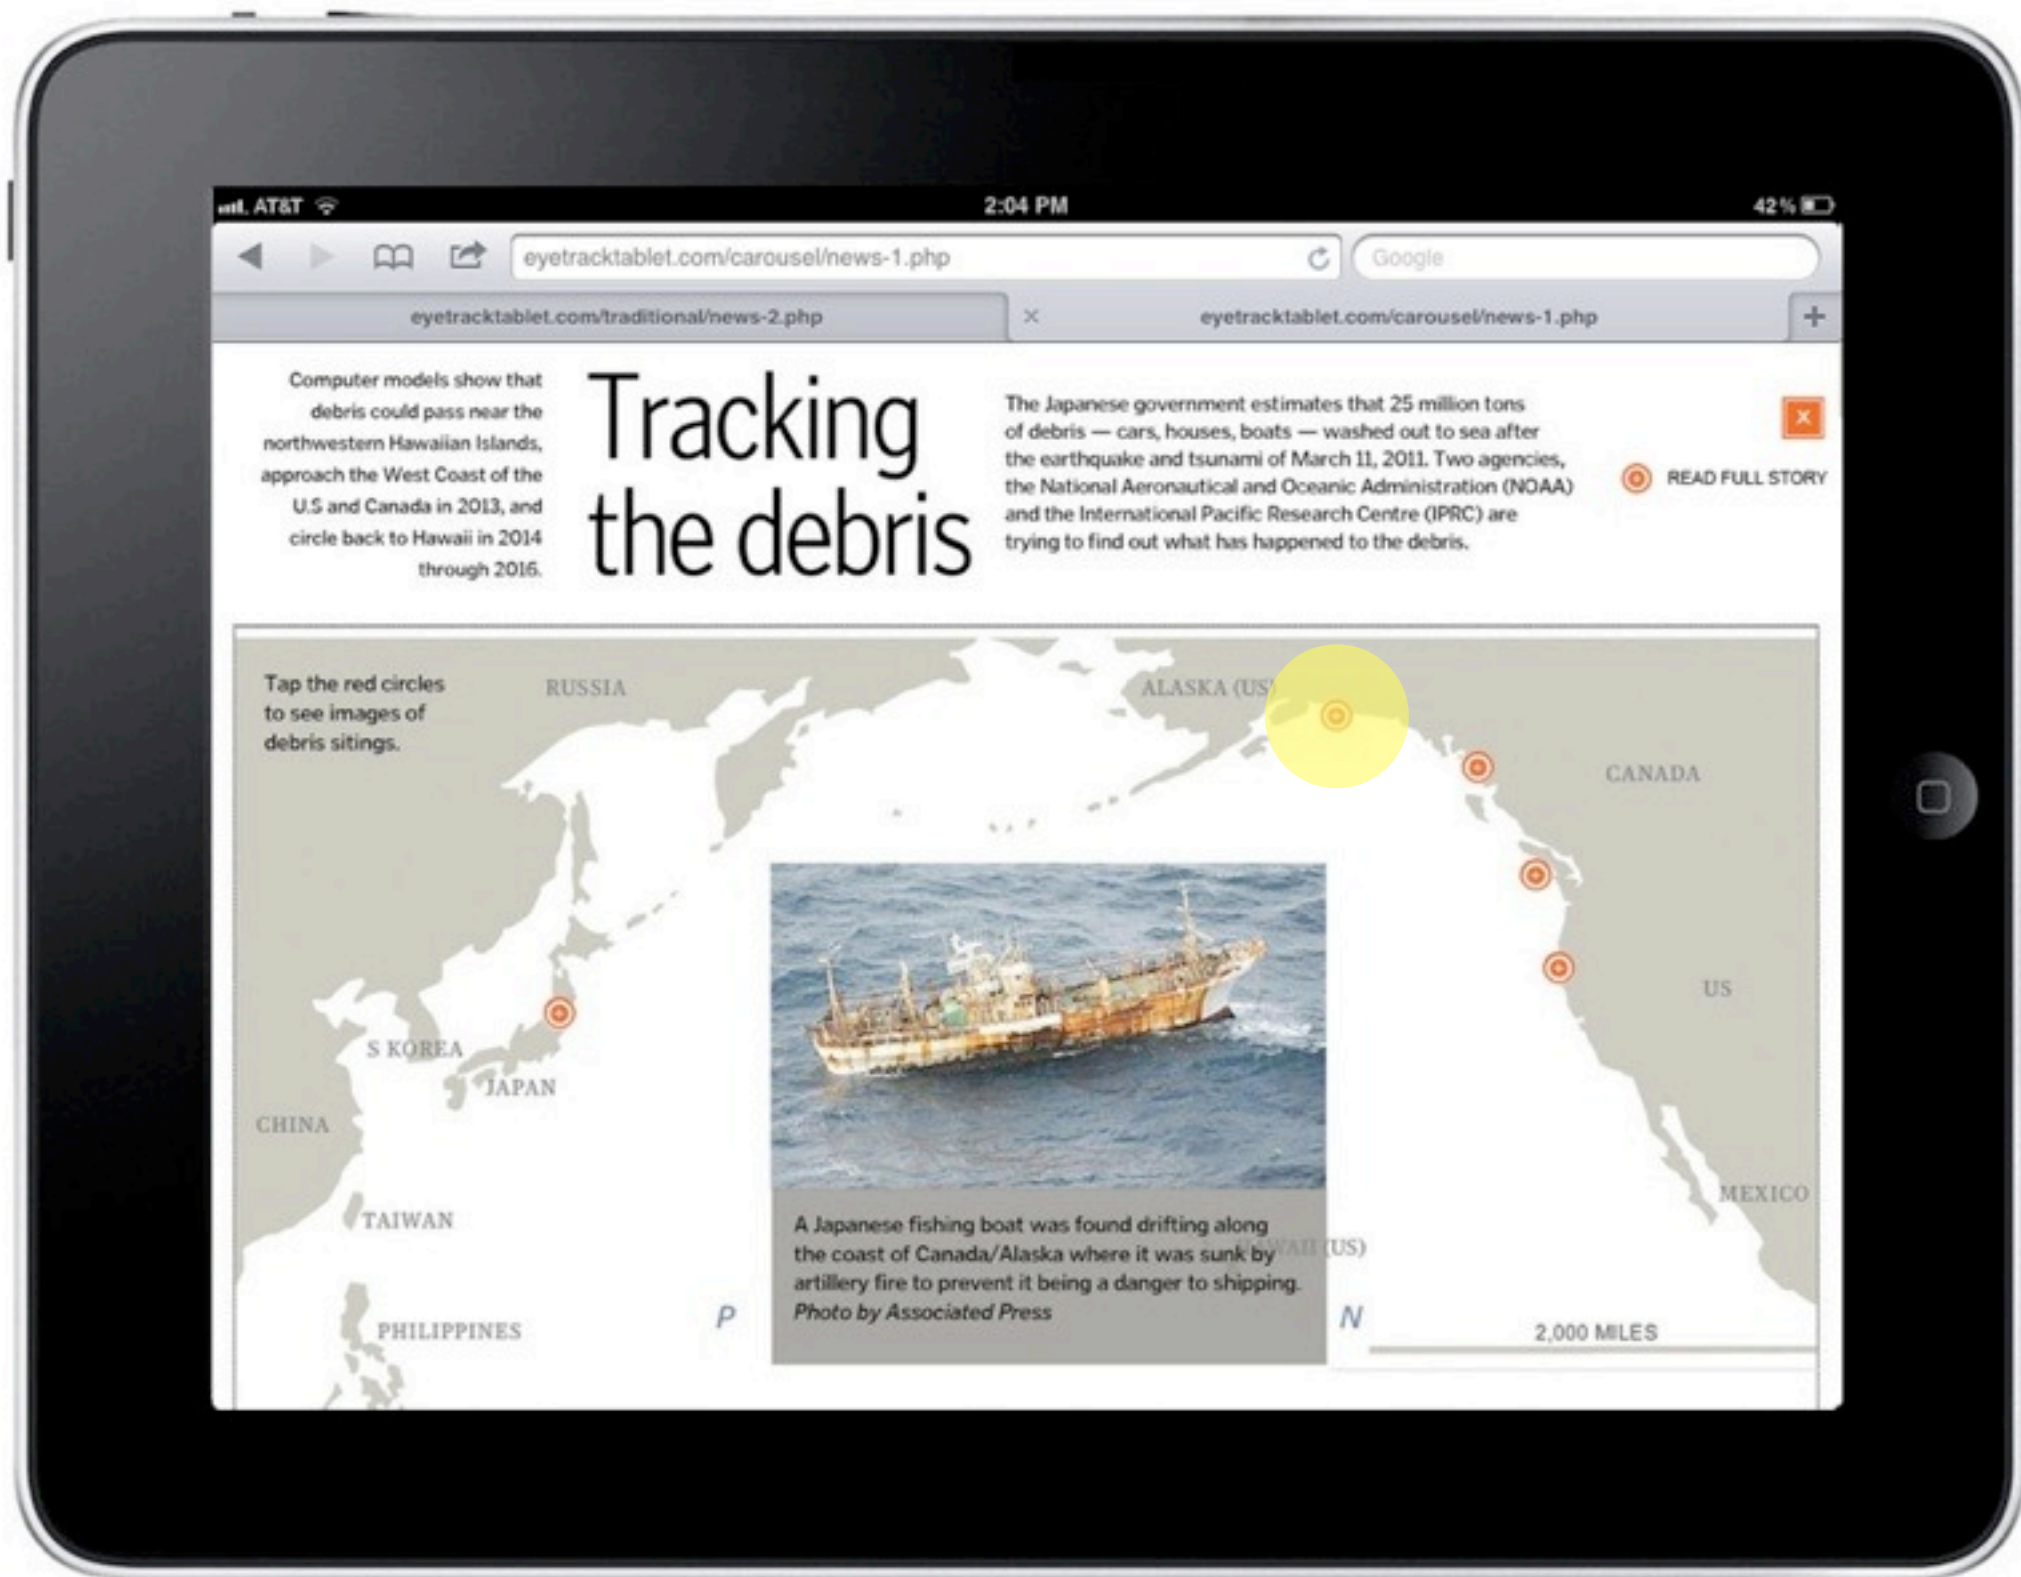 AT&T
2:04 PM
42%
eyetracktablet.com/carousel/news-1.php
Google
eyetracktablet.com/traditional/news-2.php
×
eyetracktablet.com/carousel/news-1.php
+
Computer models show that
debris could pass near the
northwestern Hawaiian Islands,
approach the West Coast of the
U.S and Canada in 2013, and
circle back to Hawaii in 2014
through 2016.
Tracking
the debris
The Japanese government estimates that 25 million tons
of debris — cars, houses, boats — washed out to sea after
the earthquake and tsunami of March 11, 2011. Two agencies,
the National Aeronautical and Oceanic Administration (NOAA)
and the International Pacific Research Centre (IPRC) are
trying to find out what has happened to the debris.
X
READ FULL STORY
Tap the red circles
to see images of
debris sitings.
RUSSIA
ALASKA (US)
CANADA
US
S KOREA
JAPAN
CHINA
MEXICO
TAIWAN
A Japanese fishing boat was found drifting along
the coast of Canada/Alaska where it was sunk by
artillery fire to prevent it being a danger to shipping.
Photo by Associated Press
HAWAII (US)
P
N
PHILIPPINES
2,000 MILES